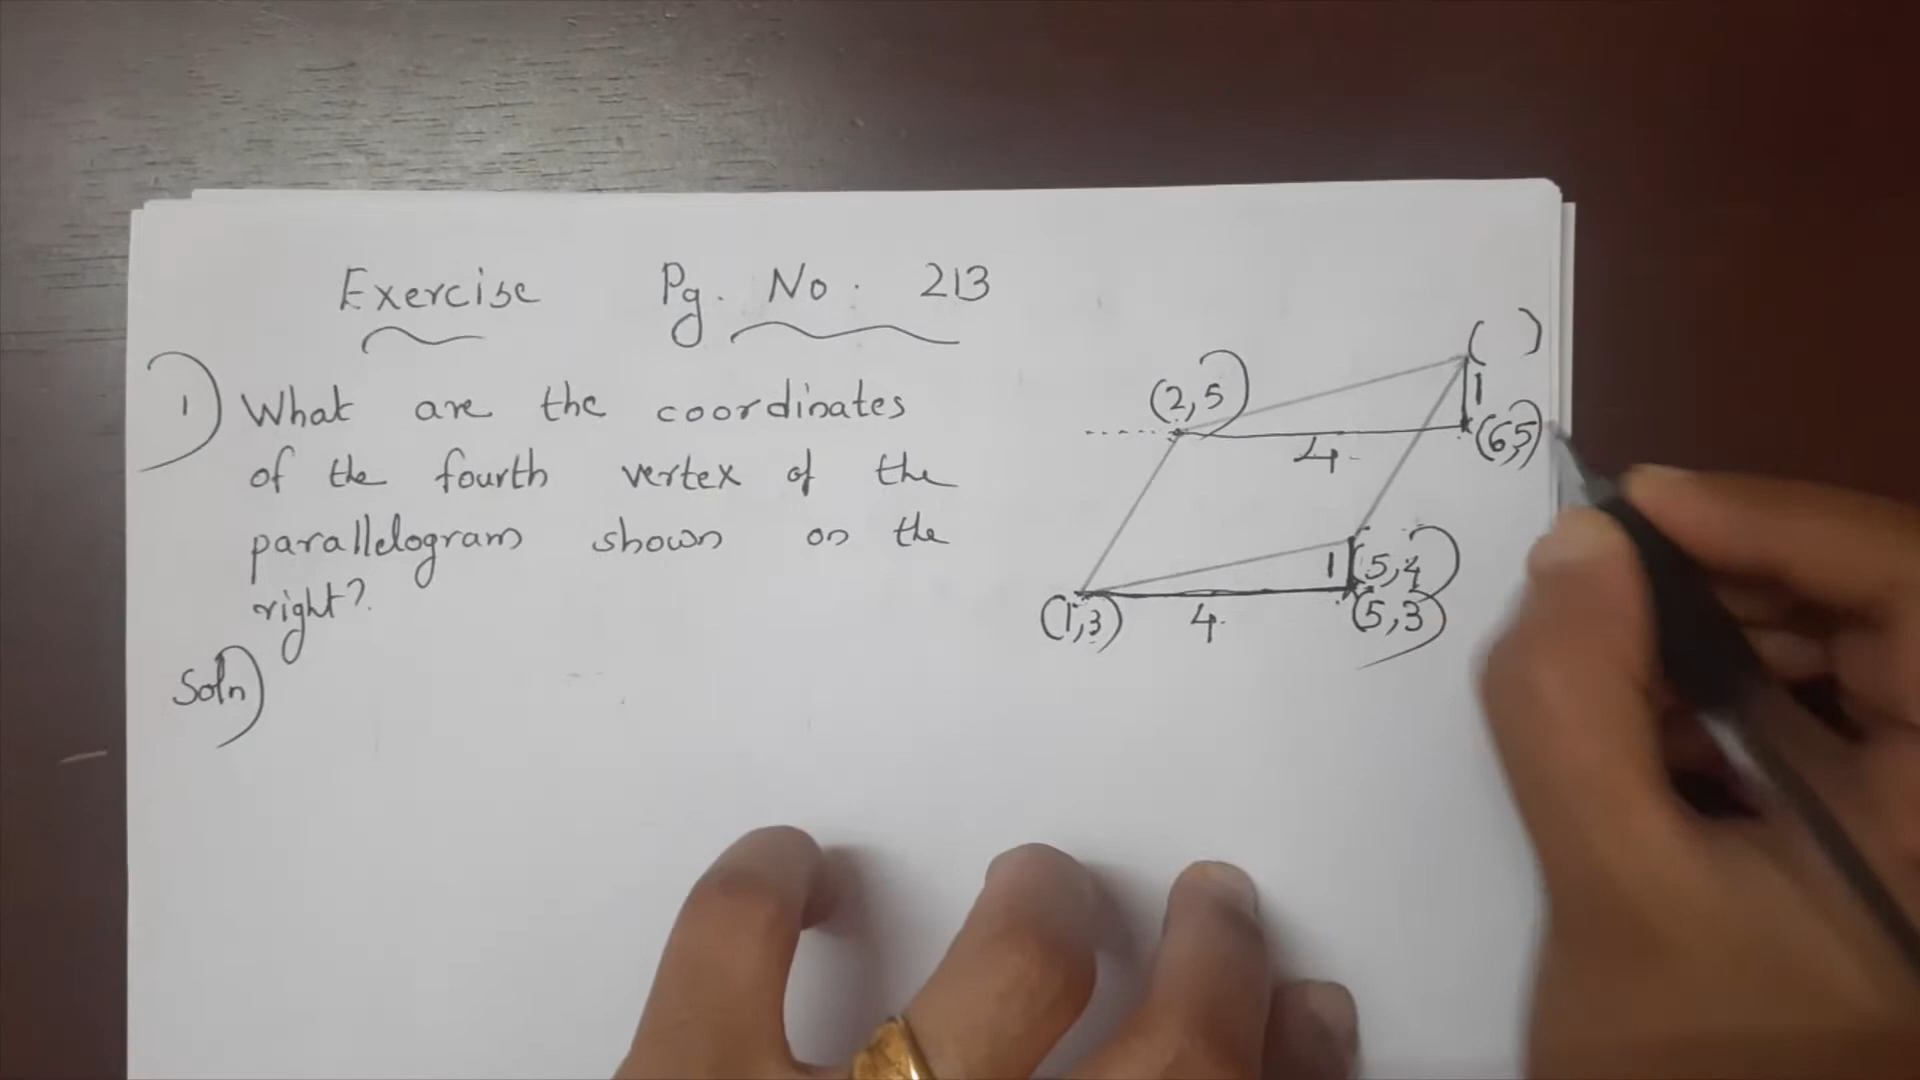 Exercise Pg. No. 213
1) What are the coordinates
of the fourth vertex of the
parallelogram shown on the
right?
Soln)
( )
1
(2,5)
(6,5)
4
1
(5,4)
(1,3)
4
(5,3)